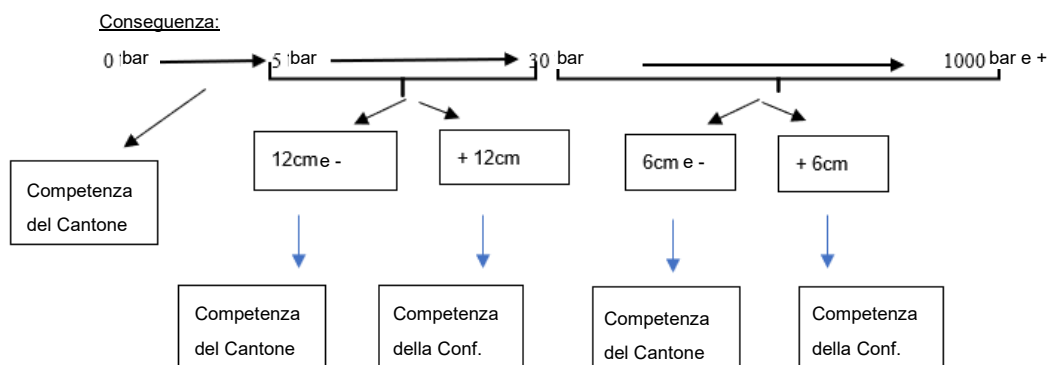 Conseguenza:
0 bar 5 bar 30 bar 1000 bar e +
12cm e - + 12cm 6cm e - + 6cm
Competenza
del Cantone
Competenza
del Cantone
Competenza
della Conf.
Competenza
del Cantone
Competenza
della Conf.